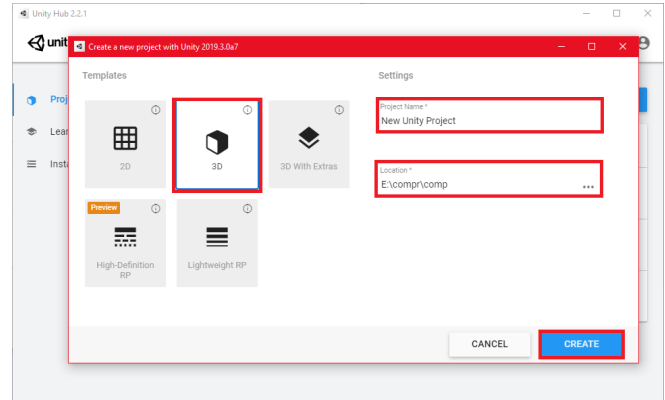 Unity Hub 2.2.1
unit
Create a new project with Unity 2019.3.0a7
Templates
Settings
Proj
Lear
Insta
2D
3D
3D With Extras
Project Name *
New Unity Project
Location *
E:\compr\comp
...
Preview
High-Definition
RP
Lightweight RP
CANCEL
CREATE